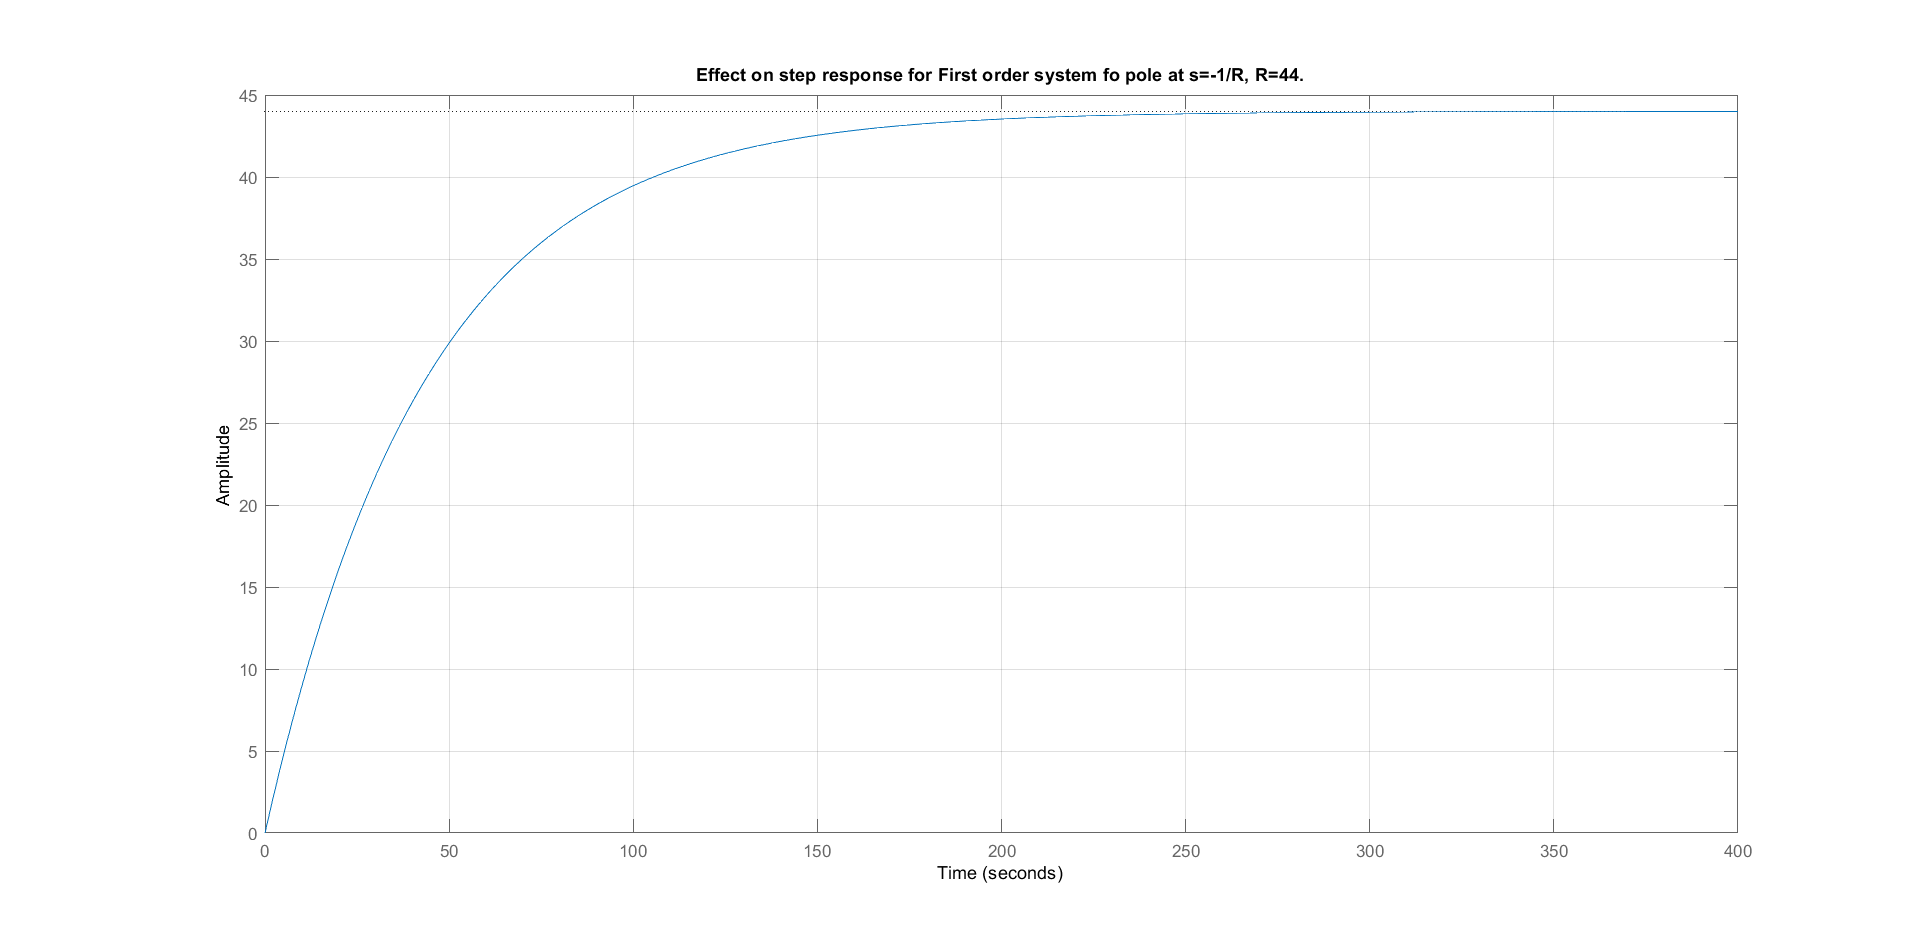 Effect on step response for First order system fo pole at s=-1/R, R=44.
45
40
35
30
25
20
15
10
5
0
Amplitude
0 50 100 150 200 250 300 350 400
Time (seconds)